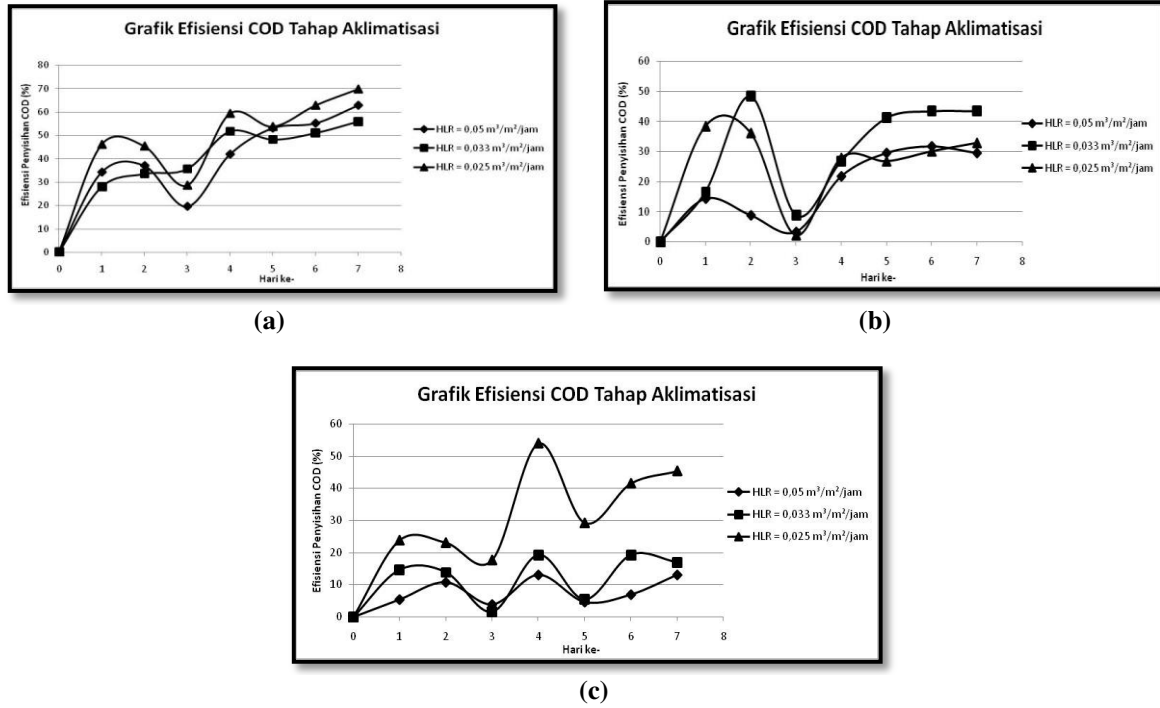 Grafik Efisiensi COD Tahap Aklimatisasi
Efisiensi Penyisihan COD (%)
80
70
60
50
40
30
20
10
0
0 1 2 3 4 5 6 7 8
Hari ke-
HLR = 0,05 m³/m²/jam
HLR = 0,033 m³/m²/jam
HLR = 0,025 m³/m²/jam
(a)
Grafik Efisiensi COD Tahap Aklimatisasi
Efisiensi Penyisihan COD (%)
60
50
40
30
20
10
0
0 1 2 3 4 5 6 7 8
Hari ke-
HLR = 0,05 m³/m²/jam
HLR = 0,033 m³/m²/jam
HLR = 0,025 m³/m²/jam
(b)
Grafik Efisiensi COD Tahap Aklimatisasi
Efisiensi Penyisihan COD (%)
60
50
40
30
20
10
0
0 1 2 3 4 5 6 7 8
Hari ke-
HLR = 0,05 m³/m²/jam
HLR = 0,033 m³/m²/jam
HLR = 0,025 m³/m²/jam
(c)